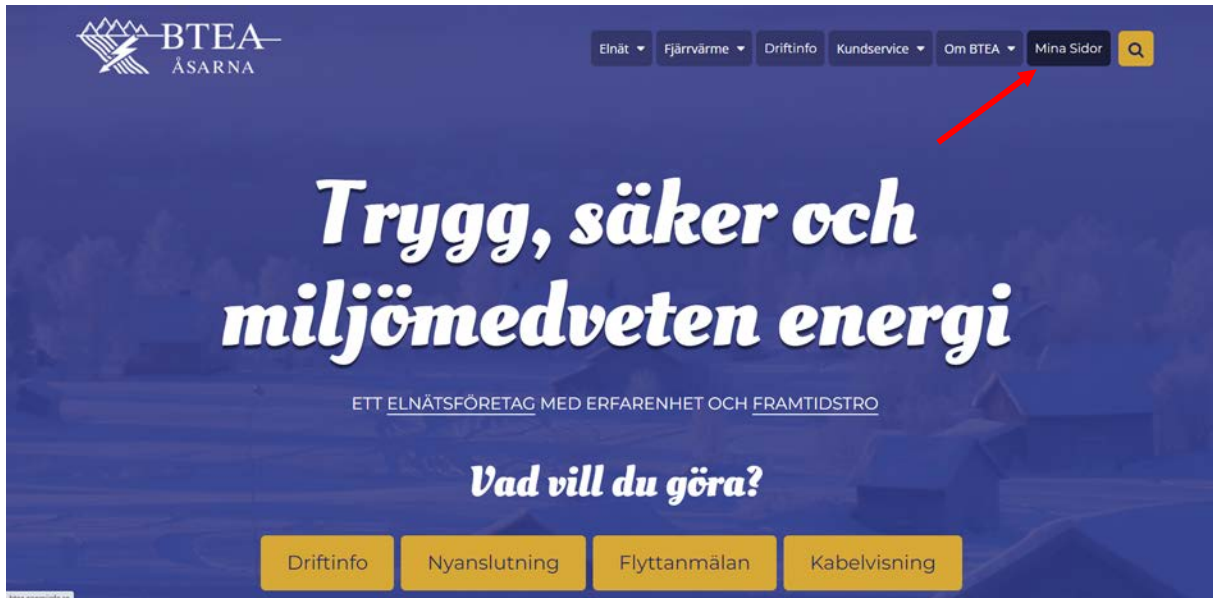 BTEA
ÅSARNA
Elnät Fjärrvärme Driftinfo Kundservice Om BTEA Mina Sidor
Trygg, säker och
miljömedveten energi
ETT ELNÄTSFÖRETAG MED ERFARENHET OCH FRAMTIDSTRO
Vad vill du göra?
Driftinfo Nyanslutning Flyttanmälan Kabelvisning